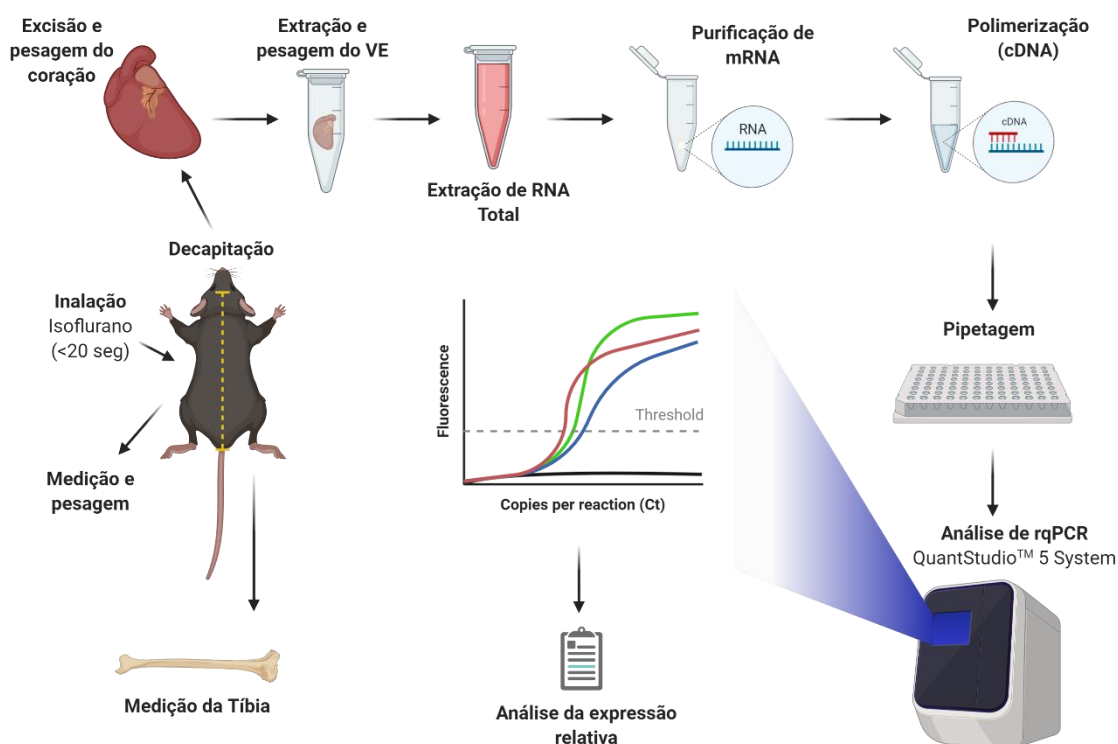 Excisão e
pesagem do
coração
Extração e
pesagem do VE
Extração de RNA
Total
Purificação de
mRNA
RNA
Polimerização
(cDNA)
cDNA
Decapitação
Inalação
Isoflurano
(<20 seg)
Medição e
pesagem
Medição da Tíbia
Fluorescence
Threshold
Copies per reaction (Ct)
Análise da expressão
relativa
Pipetagem
Análise de rqPCR
QuantStudio™ 5 System